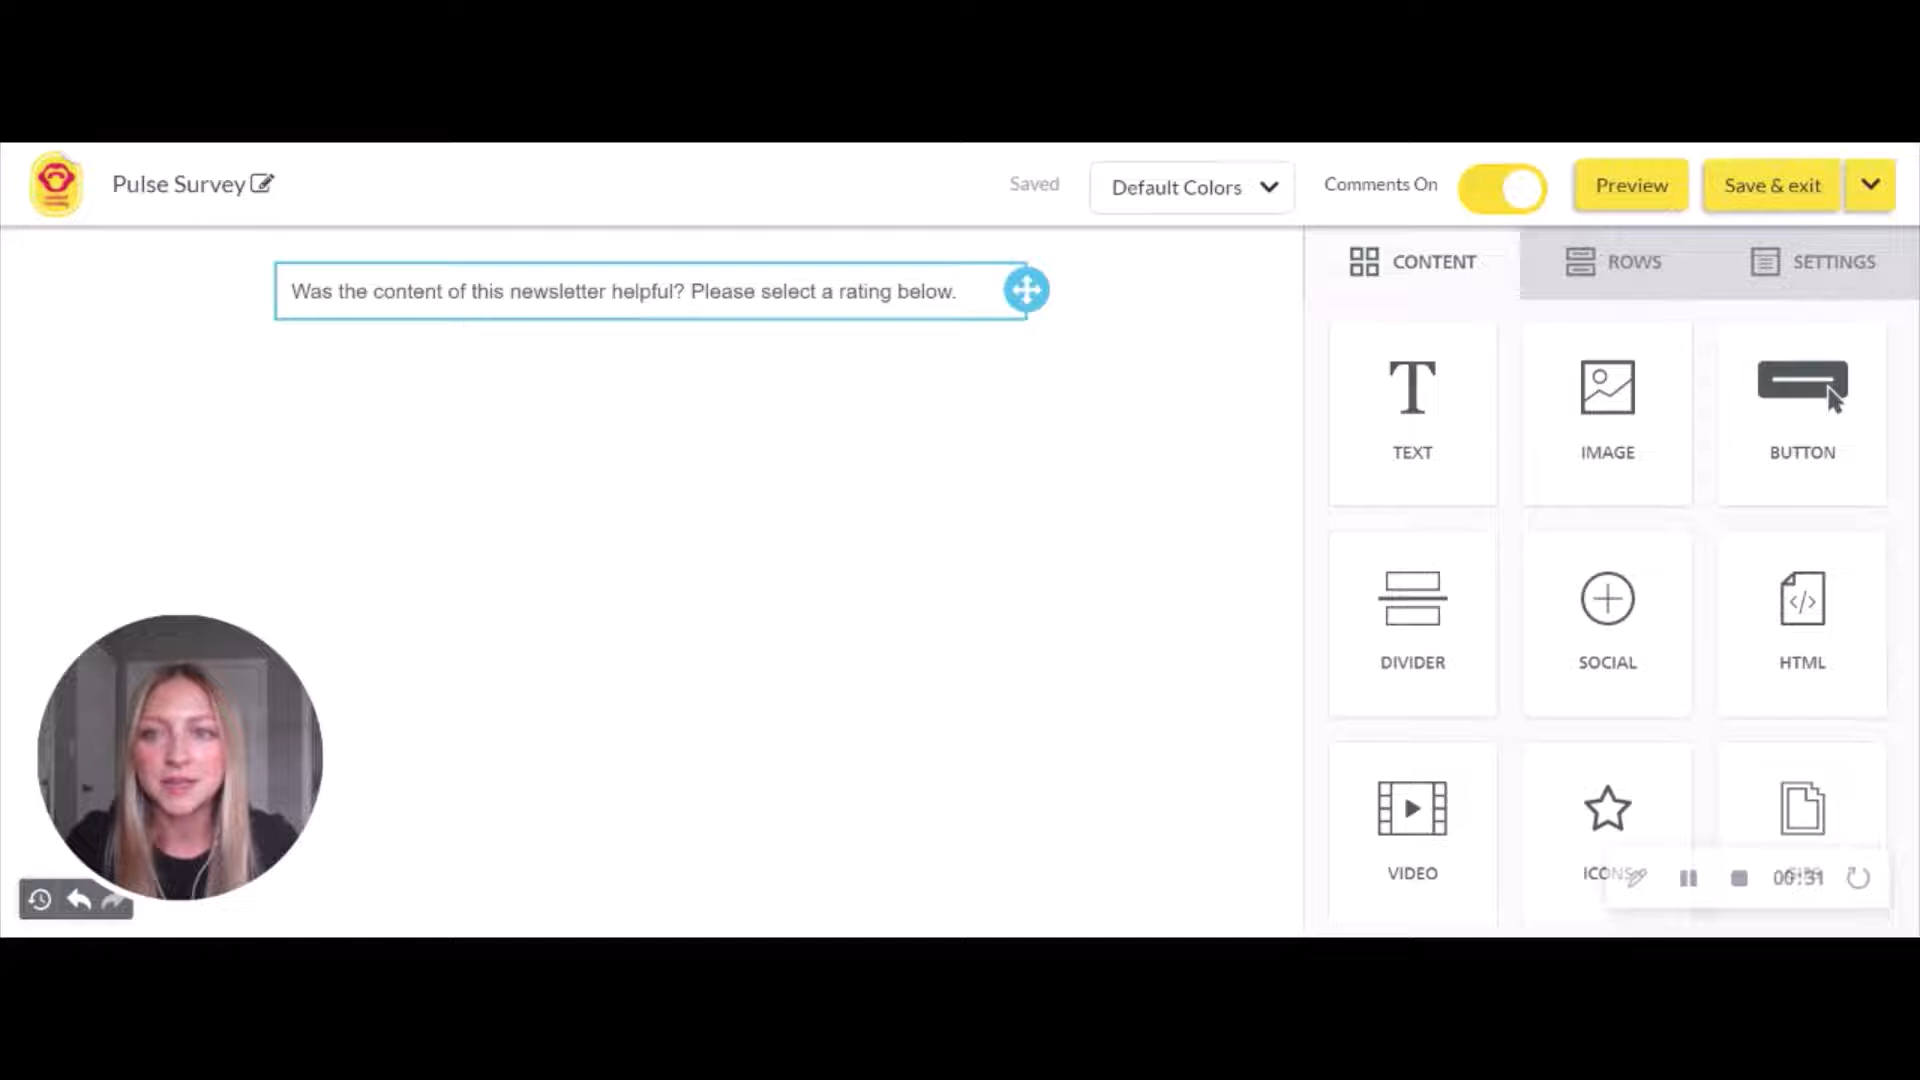 Pulse Survey
Saved
Default Colors
Comments On
Preview
Save & exit
CONTENT
ROWS
SETTINGS
Was the content of this newsletter helpful? Please select a rating below.
TEXT
IMAGE
BUTTON
DIVIDER
SOCIAL
HTML
VIDEO
ICONS
00:31